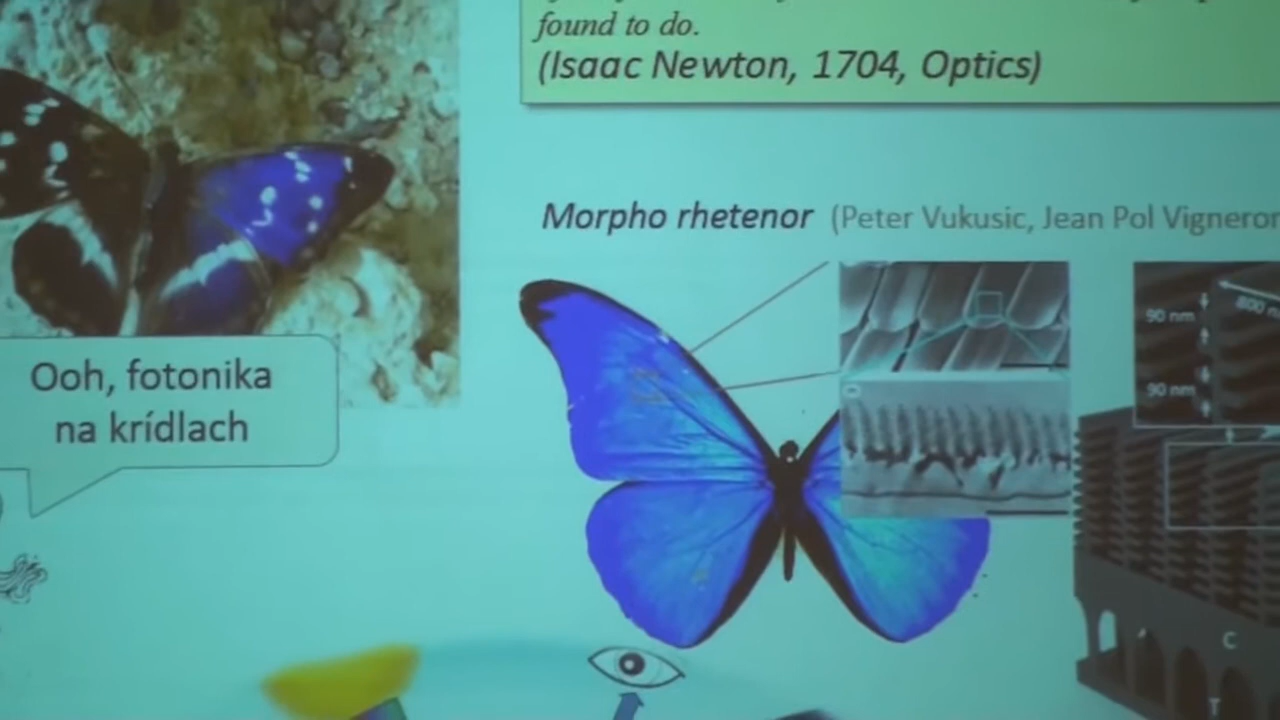 found to do.
(Isaac Newton, 1704, Optics)
Morpho rhetenor (Peter Vukusic, Jean Pol Vigneron
90 nm
800 n
90 nm
Ooh, fotonika
na krídlach
C
T